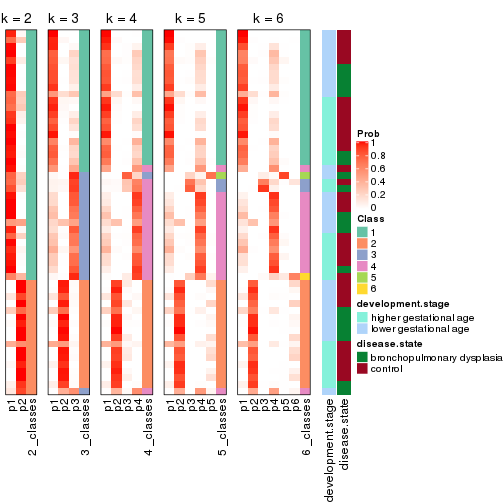 k = 2
k = 3
k = 4
k = 5
k = 6
p1
p2
2_classes
p1
p2
p3
3_classes
p1
p2
p3
p4
4_classes
p1
p2
p3
p4
p5
5_classes
p1
p2
p3
p4
p5
p6
6_classes
development.stage
disease.state
Prob
1
0.8
0.6
0.4
0.2
0
Class
1
2
3
4
5
6
development.stage
higher gestational age
lower gestational age
disease.state
bronchopulmonary dysplasia
control